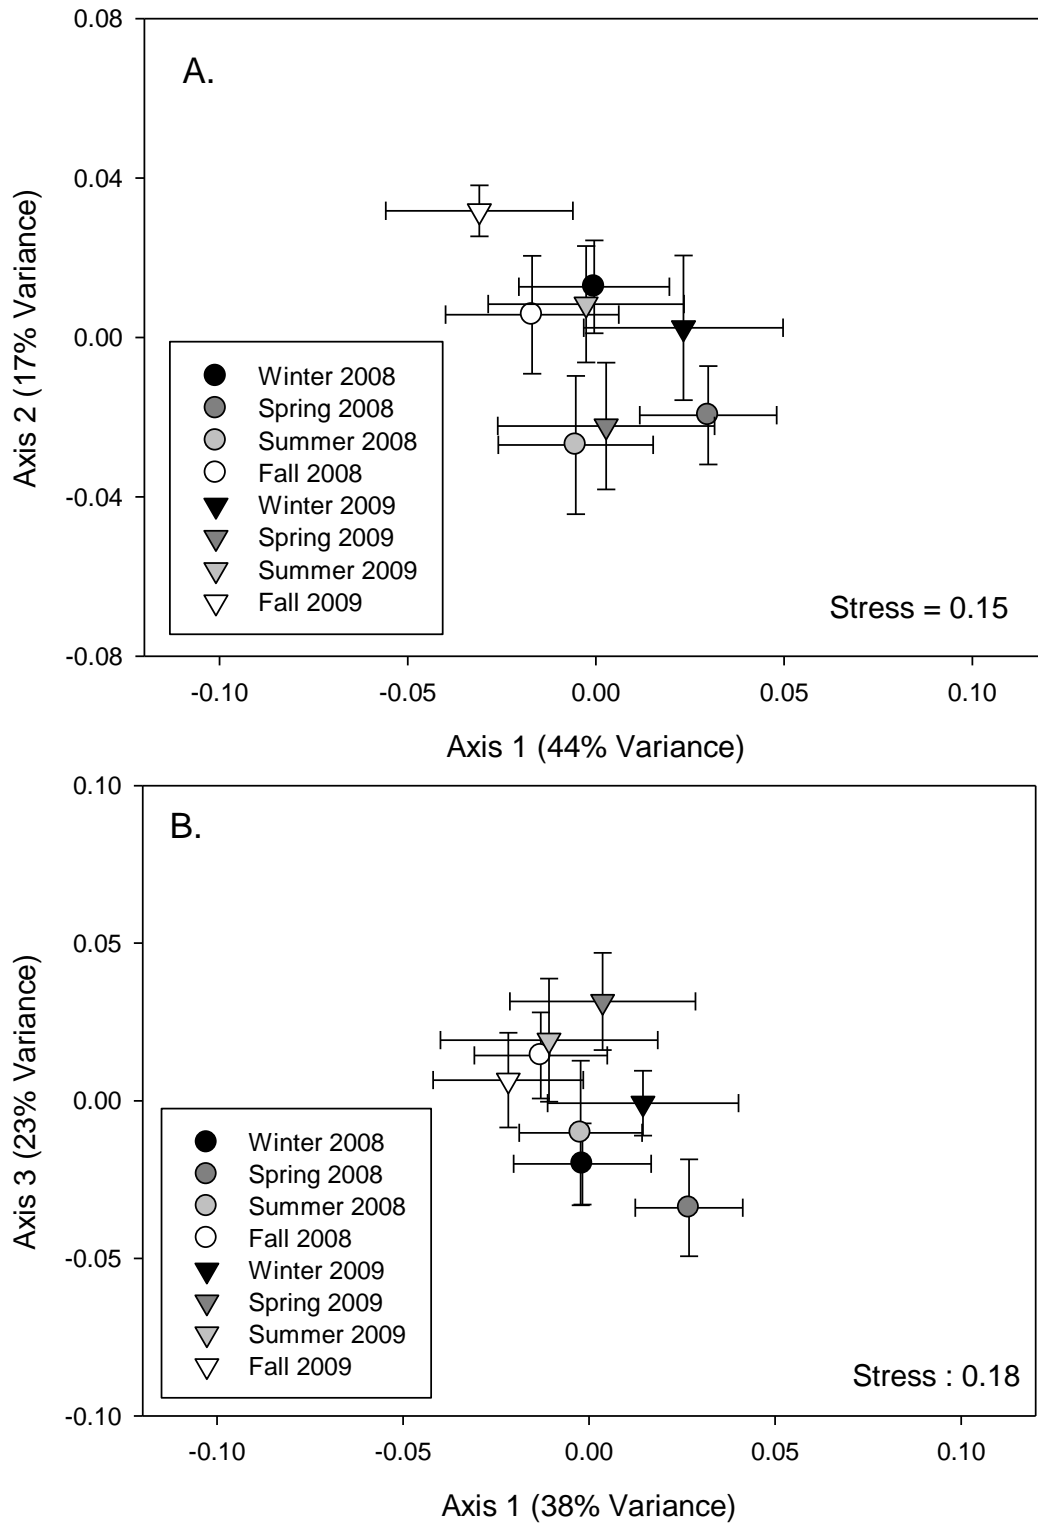 A.
0.08
0.04
0.00
-0.04
-0.08
Axis 2 (17% Variance)
Winter 2008
Spring 2008
Summer 2008
Fall 2008
Winter 2009
Spring 2009
Summer 2009
Fall 2009
Stress = 0.15
-0.10 -0.05 0.00 0.05 0.10
Axis 1 (44% Variance)
B.
0.10
0.05
0.00
-0.05
-0.10
Axis 3 (23% Variance)
Winter 2008
Spring 2008
Summer 2008
Fall 2008
Winter 2009
Spring 2009
Summer 2009
Fall 2009
Stress : 0.18
-0.10 -0.05 0.00 0.05 0.10
Axis 1 (38% Variance)